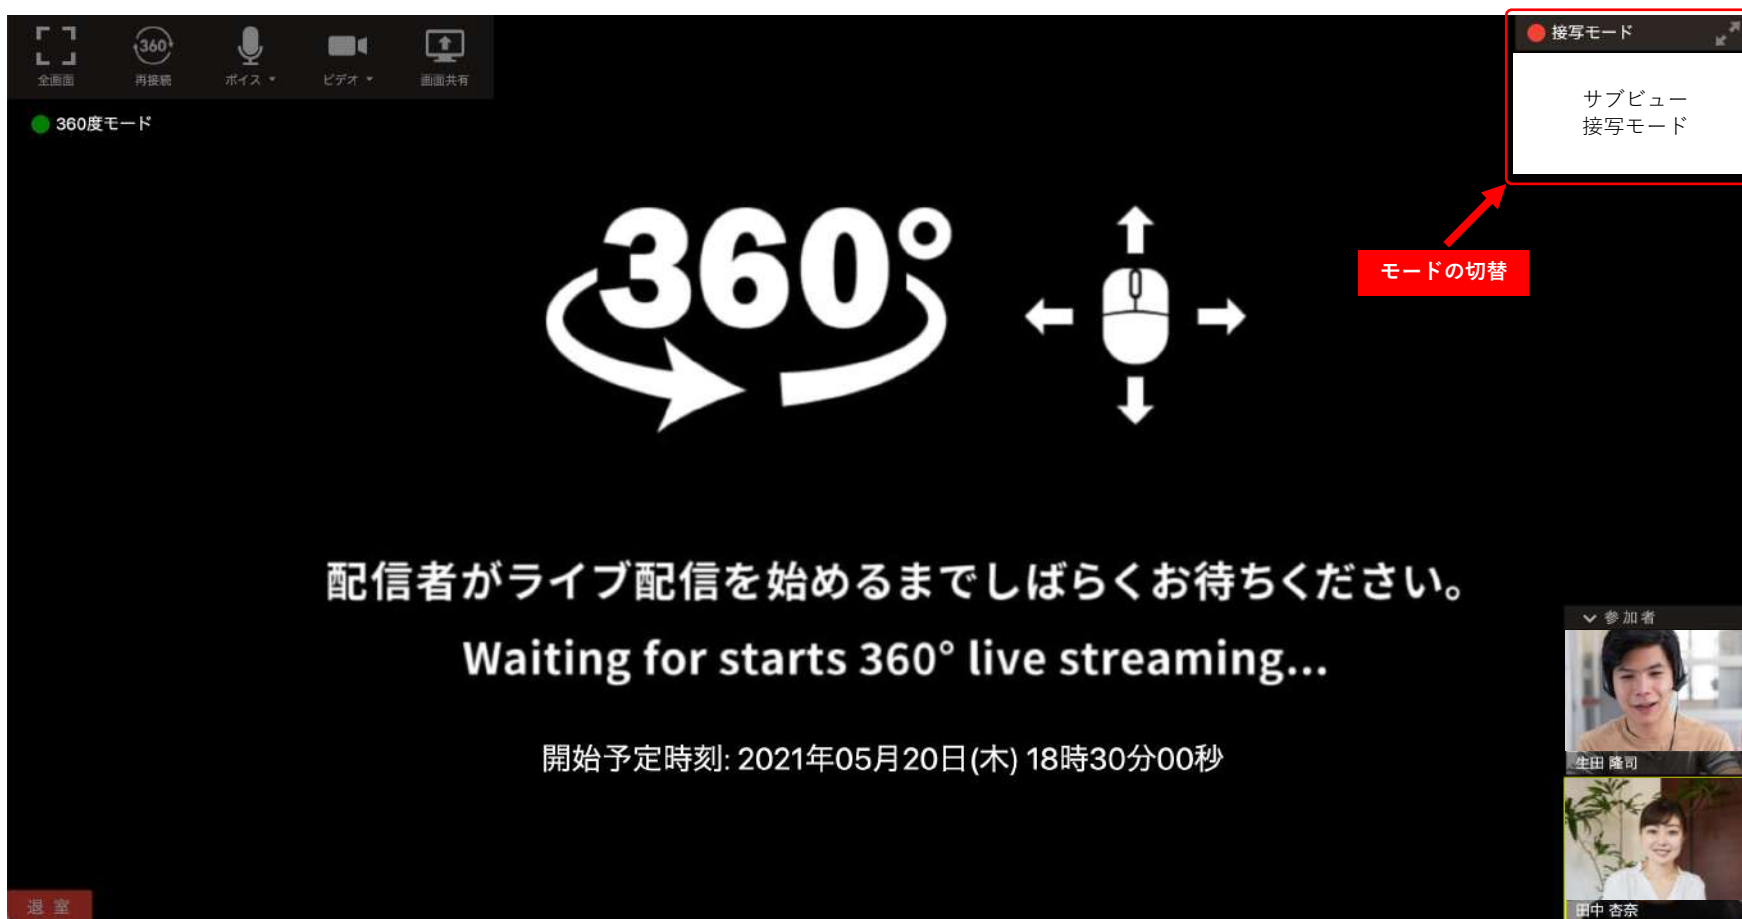 全画面
360
再接続
ボイス
ビデオ
画面共有
接写モード
360度モード
サブビュー
接写モード
モードの切替
360°
配信者がライブ配信を始めるまでしばらくお待ちください。
Waiting for starts 360° live streaming...
開始予定時刻: 2021年05月20日(木) 18時30分00秒
参加者
生田 隆司
田中 杏奈
退室